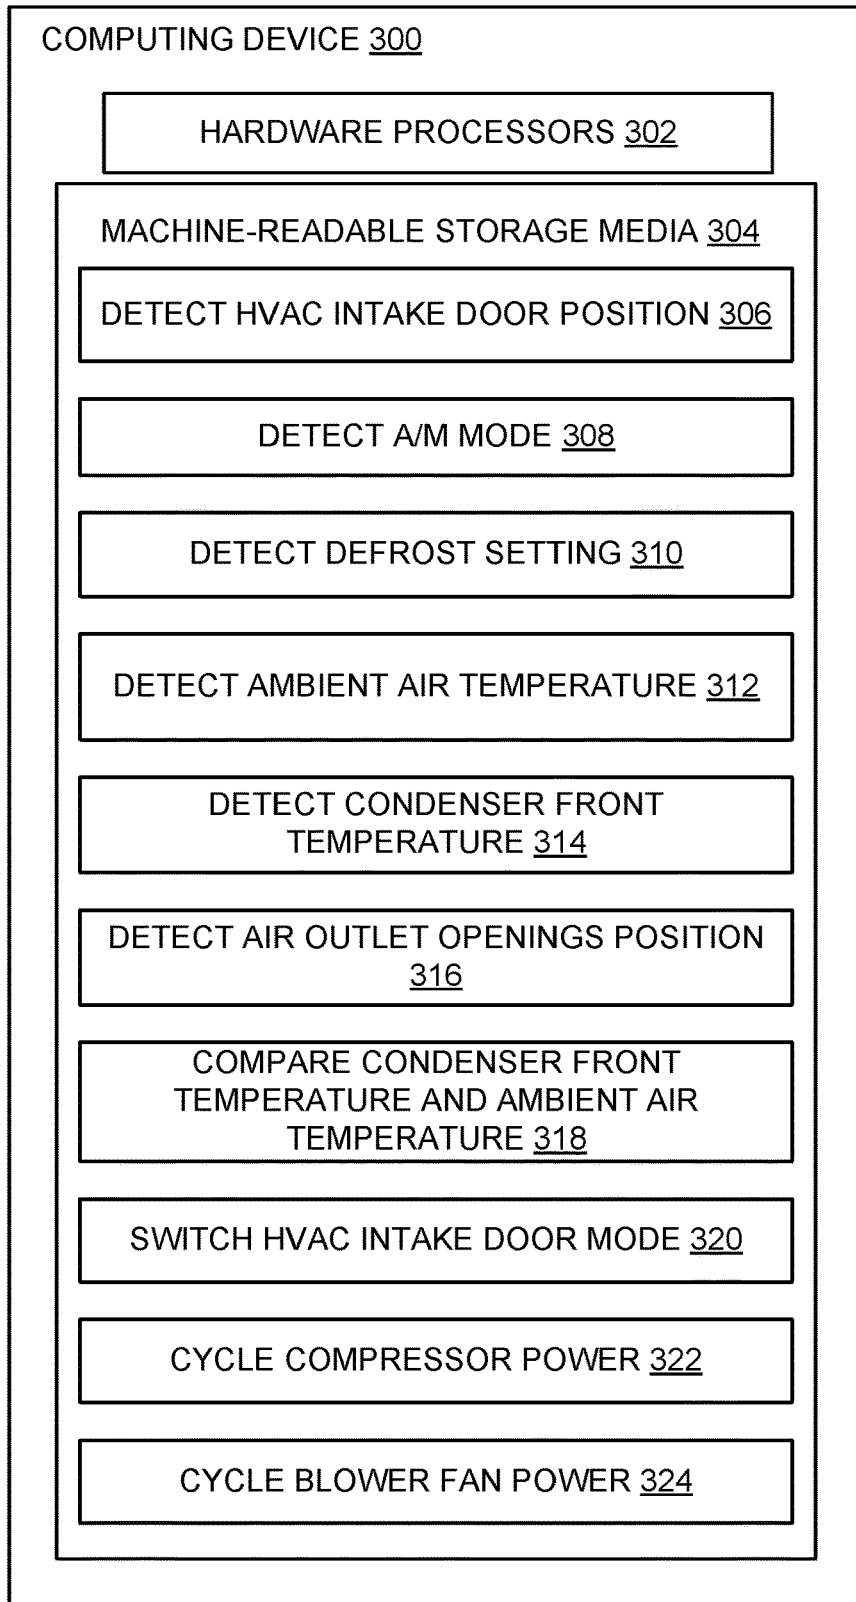 COMPUTING DEVICE 300
HARDWARE PROCESSORS 302
MACHINE-READABLE STORAGE MEDIA 304
DETECT HVAC INTAKE DOOR POSITION 306
DETECT A/M MODE 308
DETECT DEFROST SETTING 310
DETECT AMBIENT AIR TEMPERATURE 312
DETECT CONDENSER FRONT
TEMPERATURE 314
DETECT AIR OUTLET OPENINGS POSITION
316
COMPARE CONDENSER FRONT
TEMPERATURE AND AMBIENT AIR
TEMPERATURE 318
SWITCH HVAC INTAKE DOOR MODE 320
CYCLE COMPRESSOR POWER 322
CYCLE BLOWER FAN POWER 324